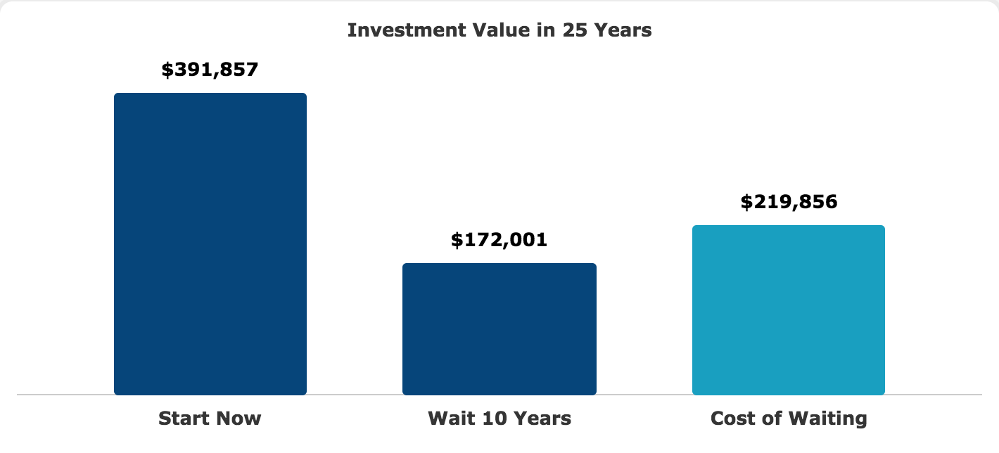 Investment Value in 25 Years
$391,857
$172,001
$219,856
Start Now
Wait 10 Years
Cost of Waiting